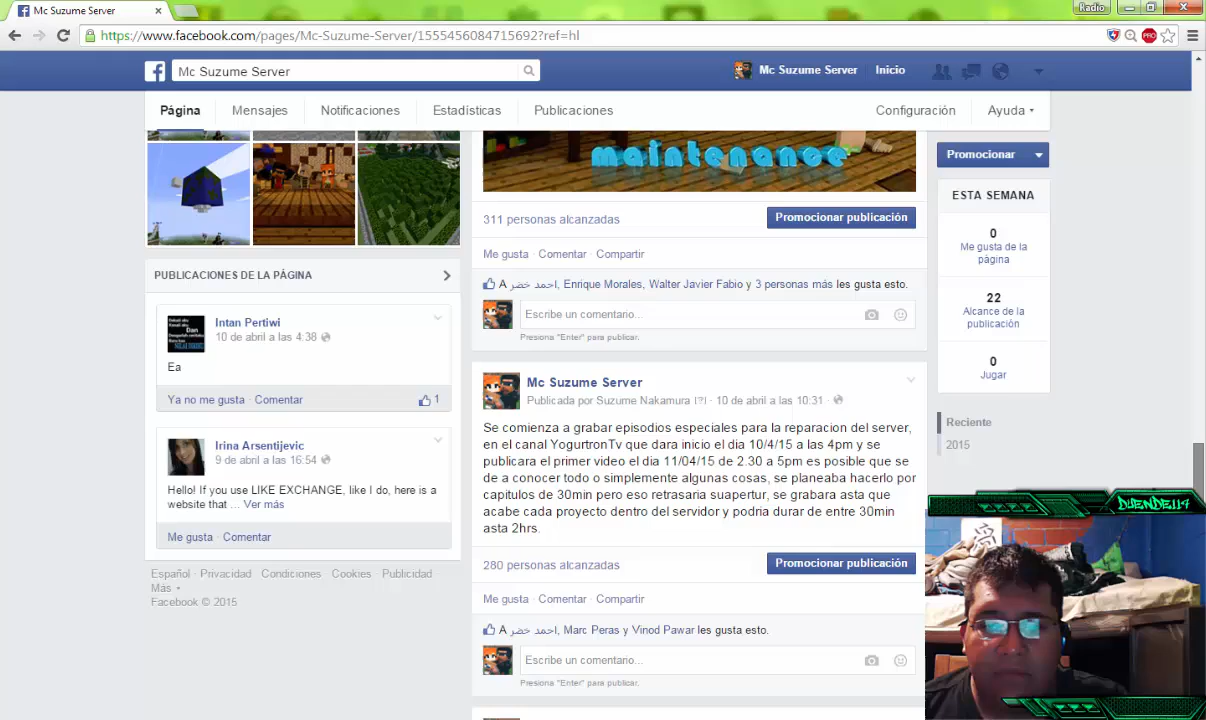 Mc Suzume Server
Radio
https://www.facebook.com/pages/Mc-Suzume-Server/1555456084715692?ref=hl
PRO
Mc Suzume Server
Mc Suzume Server
Inicio
Página
Mensajes
Notificaciones
Estadísticas
Publicaciones
Configuración
Ayuda
PUBLICACIONES DE LA PÁGINA
Intan Pertiwi
10 de abril a las 4:38
Ea
Ya no me gusta · Comentar
1
Irina Arsentijevic
9 de abril a las 16:54
Hello! If you use LIKE EXCHANGE, like I do, here is a
website that ... Ver más
Me gusta · Comentar
Español · Privacidad · Condiciones · Cookies · Publicidad ·
Más
Facebook © 2015
maintenance
311 personas alcanzadas
Promocionar publicación
Me gusta · Comentar · Compartir
A احمد خضر, Enrique Morales, Walter Javier Fabio y 3 personas más les gusta esto.
Escribe un comentario...
Presiona "Enter" para publicar.
Mc Suzume Server
Publicada por Suzume Nakamura [?] · 10 de abril a las 10:31 ·
Se comienza a grabar episodios especiales para la reparacion del server,
en el canal YogurtronTv que dara inicio el dia 10/4/15 a las 4pm y se
publicara el primer video el dia 11/04/15 de 2.30 a 5pm es posible que se
de a conocer todo o simplemente algunas cosas, se planeaba hacerlo por
capitulos de 30min pero eso retrasaria suapertur, se grabara asta que
acabe cada proyecto dentro del servidor y podria durar de entre 30min
asta 2hrs.
280 personas alcanzadas
Promocionar publicación
Me gusta · Comentar · Compartir
A احمد خضر, Marc Peras y Vinod Pawar les gusta esto.
Escribe un comentario...
Presiona "Enter" para publicar.
Promocionar
ESTA SEMANA
0
Me gusta de la
página
22
Alcance de la
publicación
0
Jugar
Reciente
2015
DUENDE117